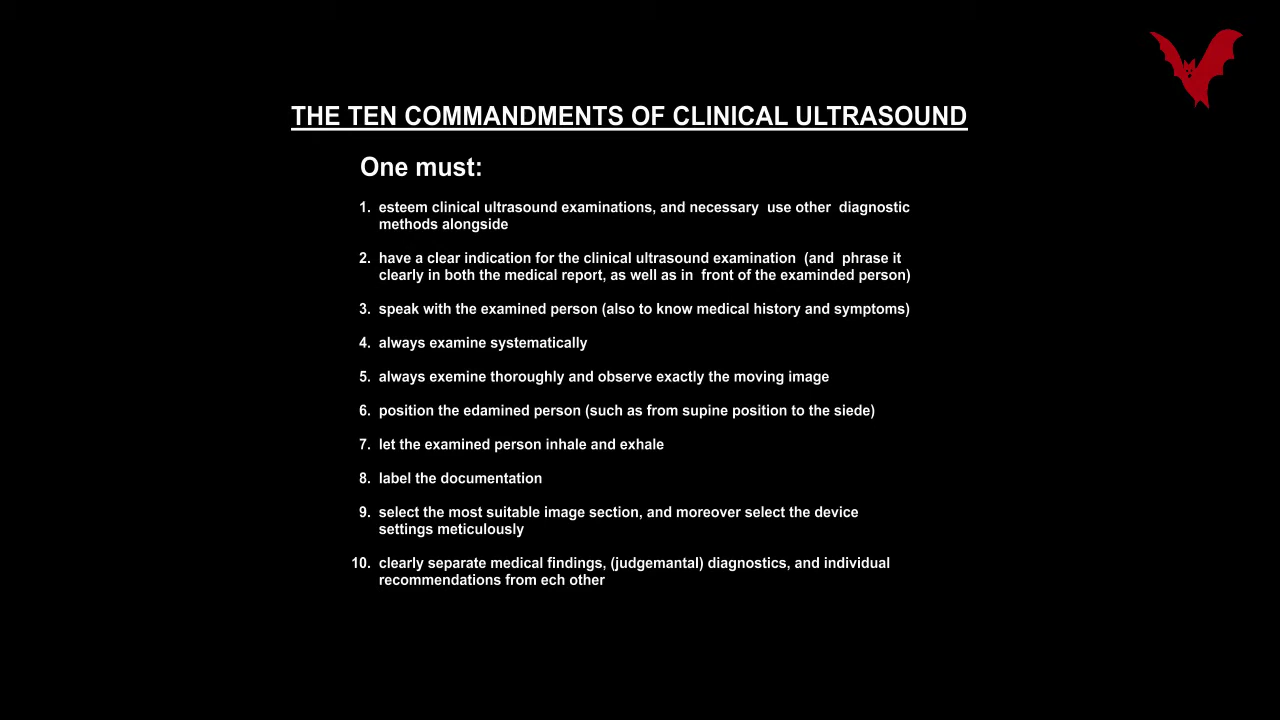 THE TEN COMMANDMENTS OF CLINICAL ULTRASOUND
One must:
1. esteem clinical ultrasound examinations, and necessary  use other  diagnostic
methods alongside
2. have a clear indication for the clinical ultrasound examination  (and  phrase it
clearly in both the medical report, as well as in  front of the examinded person)
3. speak with the examined person (also to know medical history and symptoms)
4. always examine systematically
5. always exemine thoroughly and observe exactly the moving image
6. position the edamined person (such as from supine position to the siede)
7. let the examined person inhale and exhale
8. label the documentation
9. select the most suitable image section, and moreover select the device
settings meticulously
10. clearly separate medical findings, (judgemantal) diagnostics, and individual
recommendations from ech other